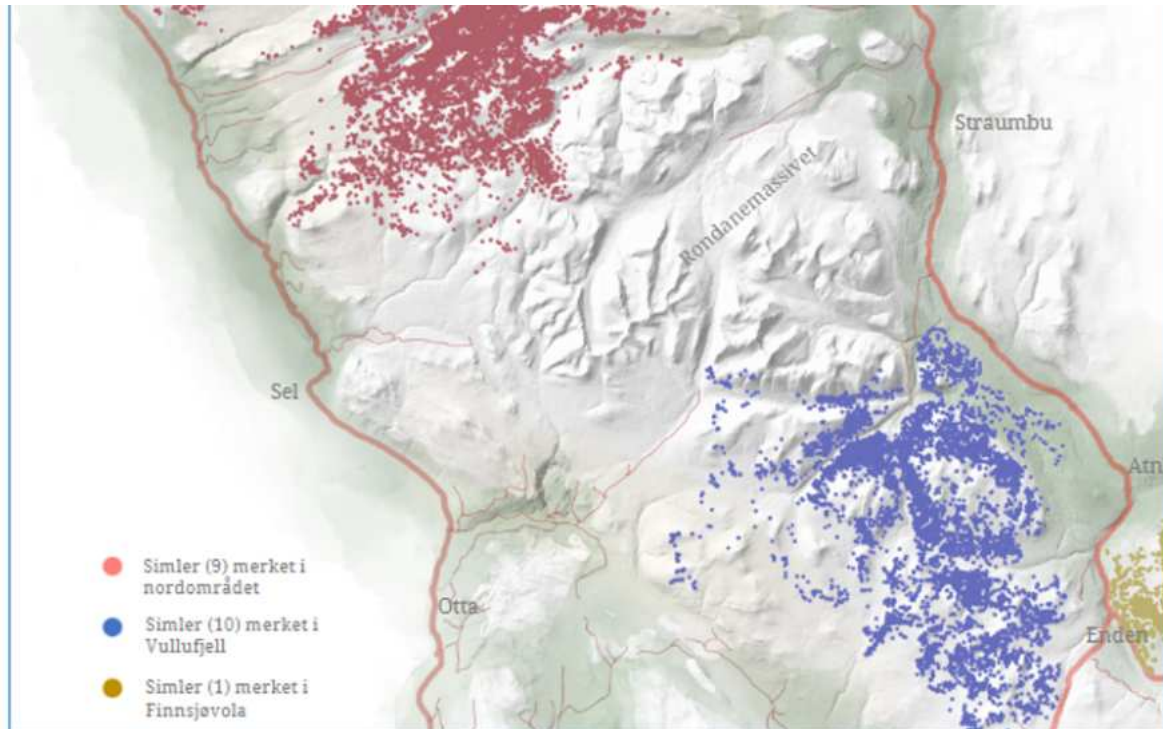 Straumbu
Rondanemassivet
Sel
Atn
Otta
Enden
Simler (9) merket i
nordområdet
Simler (10) merket i
Vullufjell
Simler (1) merket i
Finnsjøvola